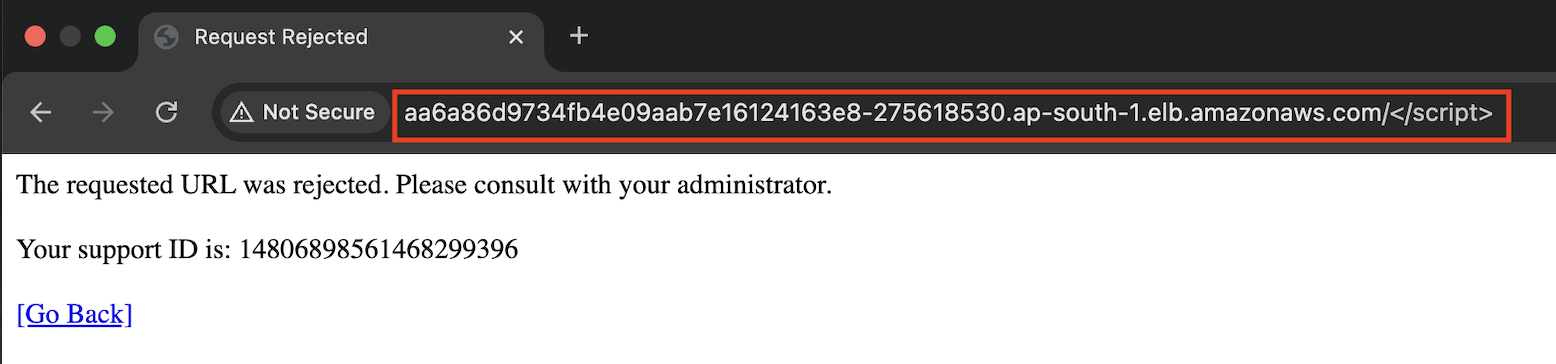 Request Rejected
Not Secure aa6a86d9734fb4e09aab7e16124163e8-275618530.ap-south-1.elb.amazonaws.com/</script>
The requested URL was rejected. Please consult with your administrator.
Your support ID is: 14806898561468299396
[Go Back]